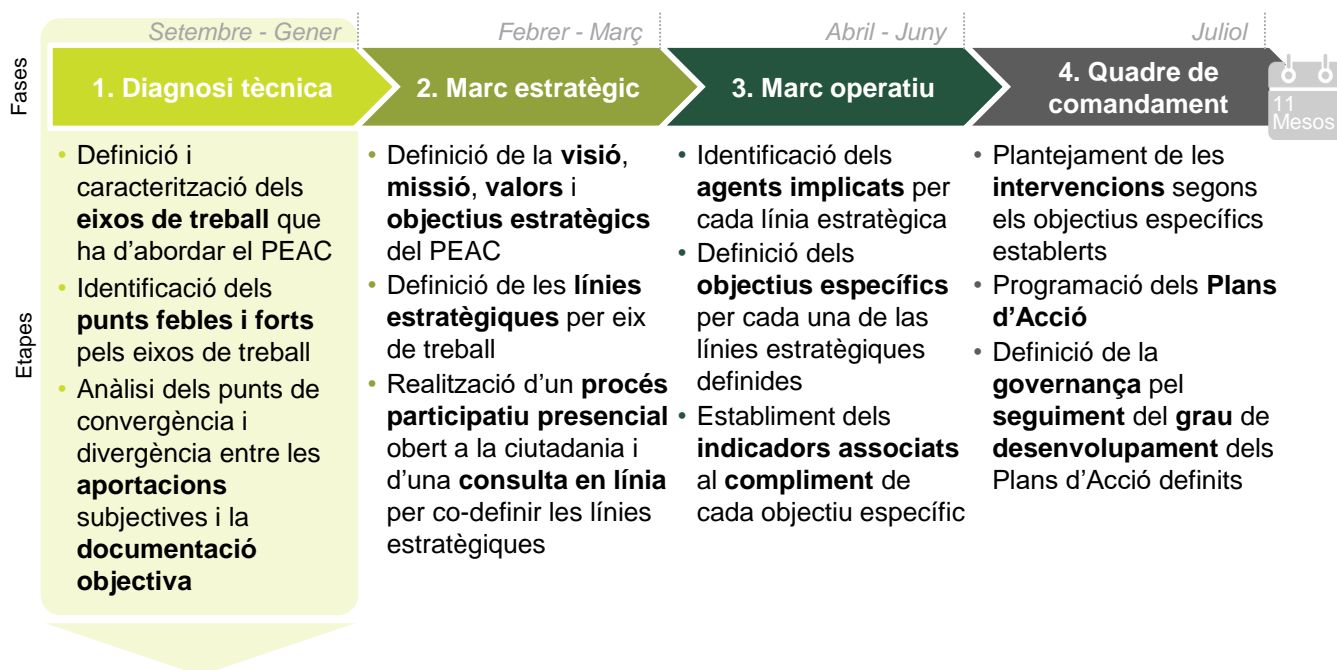 Setembre - Gener
Febrer - Març
Abril - Juny
Juliol
Fases
1. Diagnosi tècnica
2. Marc estratègic
3. Marc operatiu
4. Quadre de
comandament
11
Mesos
Etapes
• Definició i
caracterització dels
eixos de treball que
ha d’abordar el PEAC
• Identificació dels
punts febles i forts
pels eixos de treball
• Anàlisi dels punts de
convergència i
divergència entre les
aportacions
subjectives i la
documentació
objectiva
• Definició de la visió,
missió, valors i
objectius estratègics
del PEAC
• Definició de les línies
estratègiques per eix
de treball
• Realització d’un procés
participatiu presencial
obert a la ciutadania i
d’una consulta en línia
per co-definir les línies
estratègiques
• Identificació dels
agents implicats per
cada línia estratègica
• Definició dels
objectius específics
per cada una de las
línies estratègiques
definides
• Establiment dels
indicadors associats
al compliment de
cada objectiu específic
• Plantejament de les
intervencions segons
els objectius específics
establerts
• Programació dels Plans
d’Acció
• Definició de la
governança pel
seguiment del grau de
desenvolupament dels
Plans d’Acció definits